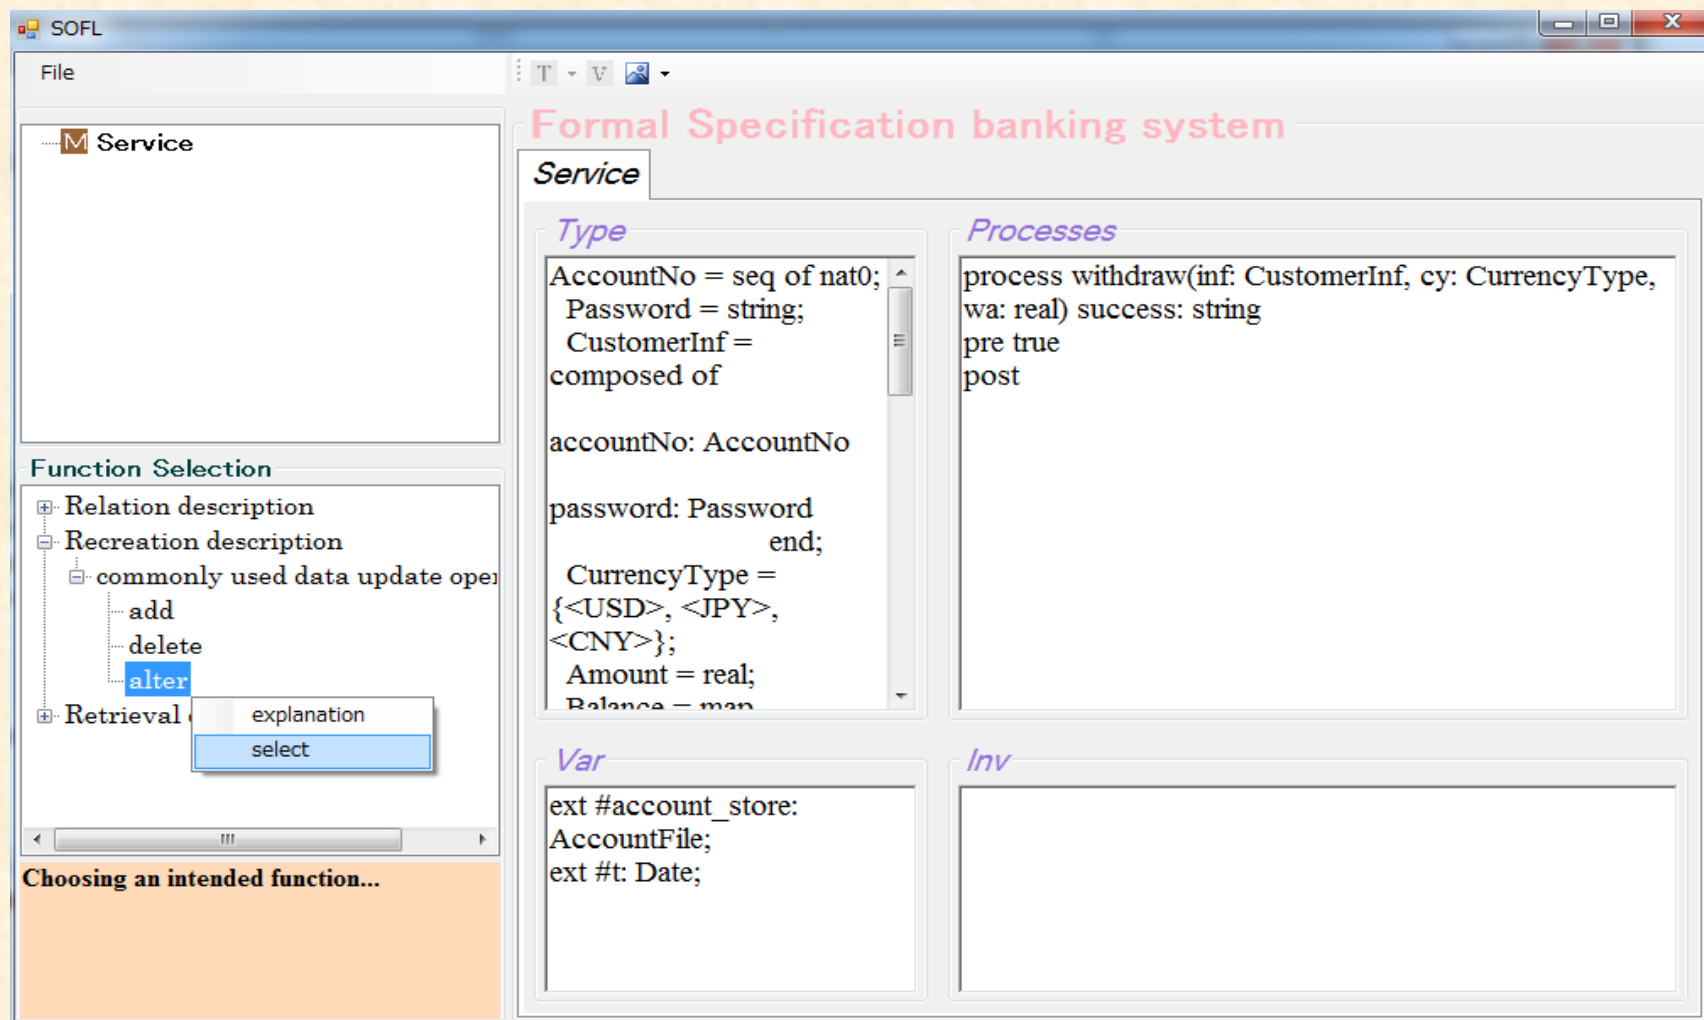 SOFL
File
T
V
M Service
Formal Specification banking system
Service
Type
AccountNo = seq of nat0;
Password = string;
CustomerInf =
composed of
accountNo: AccountNo
password: Password
end;
CurrencyType =
{<USD>, <JPY>,
<CNY>};
Amount = real;
Balance = map
Processes
process withdraw(inf: CustomerInf, cy: CurrencyType,
wa: real) success: string
pre true
post
Function Selection
Relation description
Recreation description
commonly used data update oper
add
delete
alter
Retrieval
explanation
select
Choosing an intended function...
Var
ext #account_store:
AccountFile;
ext #t: Date;
Inv